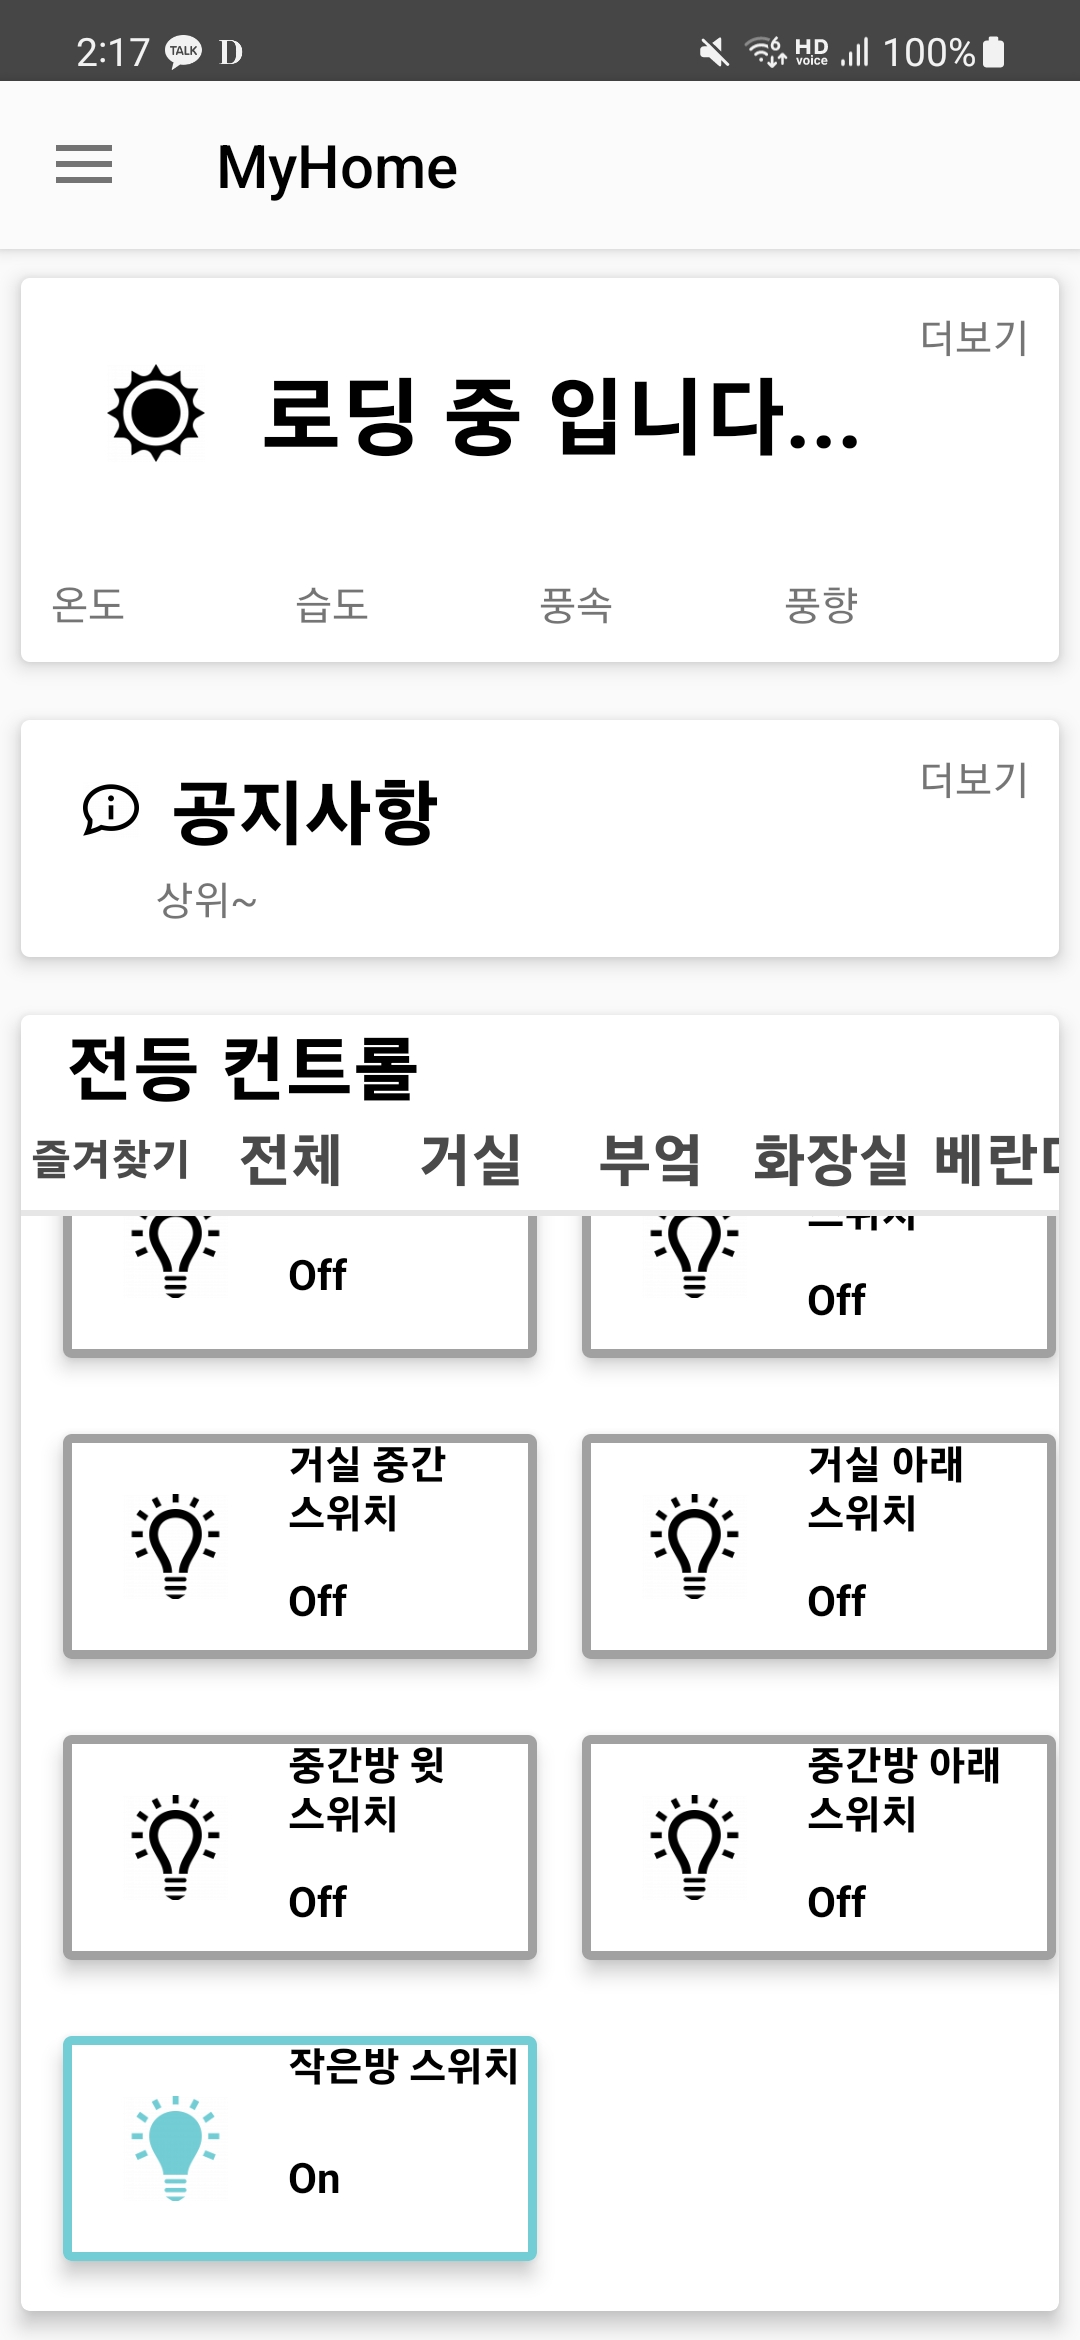 2:17 TALK D HD voice 100%
MyHome
더보기
로딩 중 입니다...
온도 습도 풍속 풍향
더보기
공지사항
상위~
전등 컨트롤
즐겨찾기 전체 거실 부엌 화장실 베란다
스위치
Off
Off
거실 중간
스위치
Off
거실 아래
스위치
Off
중간방 윗
스위치
Off
중간방 아래
스위치
Off
작은방 스위치
On